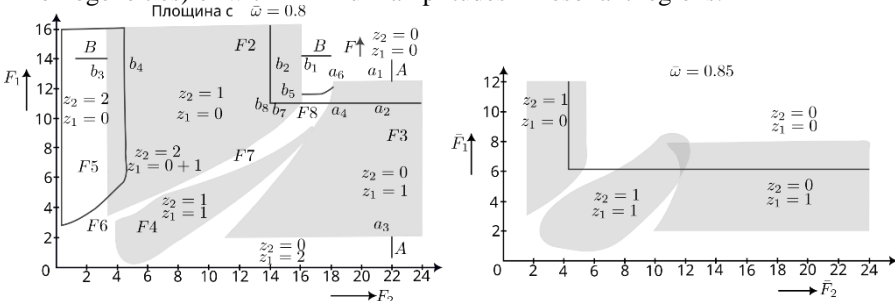 Площина с ω̄ = 0.8
F₁
16
14
12
10
8
6
4
2
0
2 4 6 8 10 12 14 16 18 20 22 24
F₂
B
b₃
b₄
z₂ = 2
z₁ = 0
F5
F6
z₂ = 1
z₁ = 0
z₂ = 2
z₁ = 0 + 1
z₂ = 1
z₁ = 1
F4
F7
F2
b₂
B
b₁
b₅
b₈
b₇
F8
F
z₂ = 0
z₁ = 0
a₆
a₁
A
a₄
a₂
F3
z₂ = 0
z₁ = 1
a₃
z₂ = 0
z₁ = 2
A
ω̄ = 0.85
F̄₁
12
10
8
6
4
2
0
2 4 6 8 10 12 14 16 18 20 22 24
F̄₂
z₂ = 1
z₁ = 0
z₂ = 0
z₁ = 0
z₂ = 1
z₁ = 1
z₂ = 0
z₁ = 1